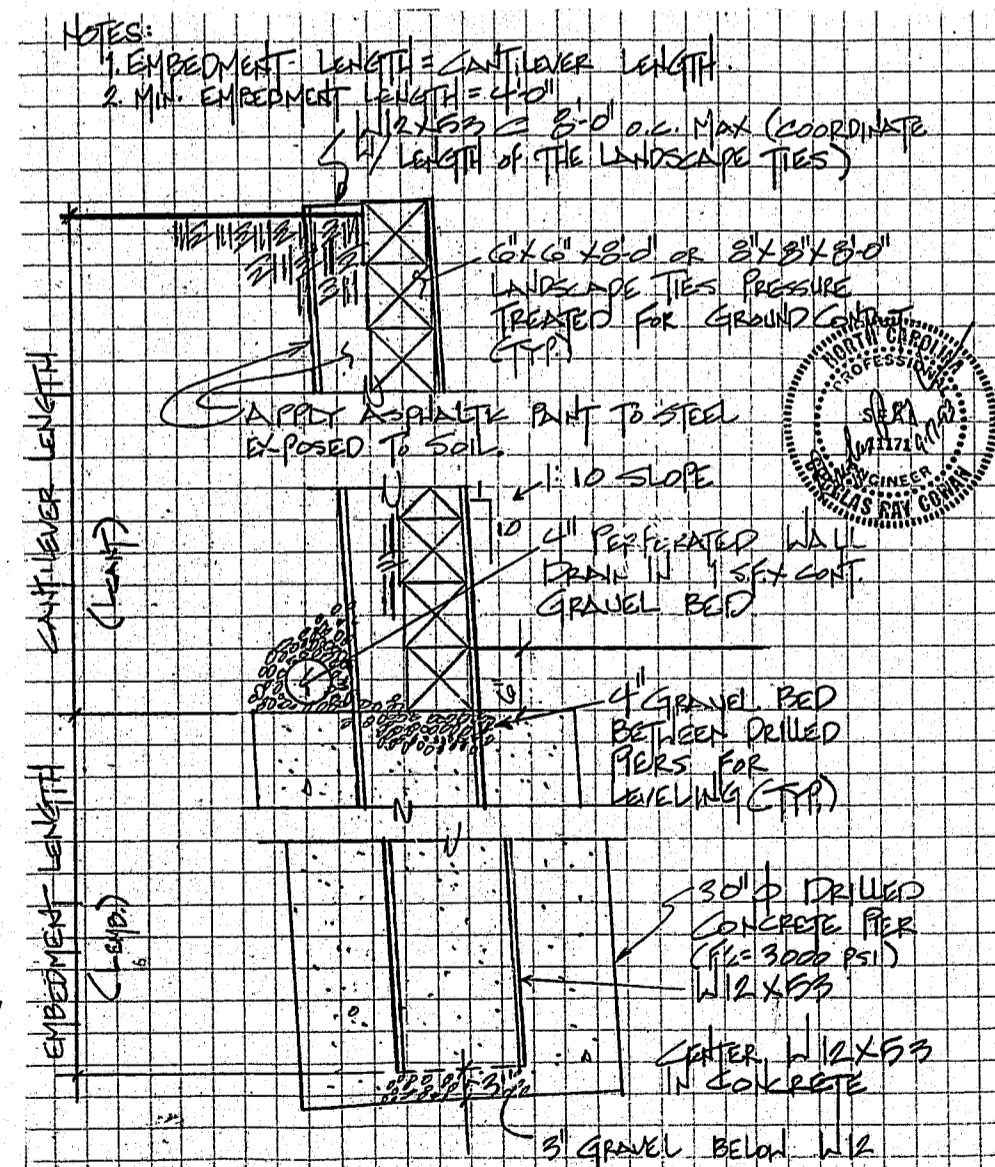 NOTES:
1. EMBEDMENT LENGTH = CANTILEVER LENGTH.
2. MIN. EMBEDMENT LENGTH = 4'-0"
W12X53 @ 8'-0" O.C. MAX (COORDINATE
LENGTH OF THE LANDSCAPE TIES)
6"X6"X8'-0" OR 8"X8"X8'-0"
LANDSCAPE TIES PRESSURE
TREATED FOR GROUND CONTACT
(TYP.)
NORTH CAROLINA
PROFESSIONAL
SEAL
21171
ENGINEER
DOUGLAS RAY COWAN
APPLY ASPHALTIC PAINT TO STEEL
EXPOSED TO SOIL.
CANTILEVER LENGTH
(LCANT)
1:10 SLOPE
1
10
4" PERFORATED WALL
DRAIN IN 1 S.F. X CONT.
GRAVEL BED
6"
4" GRAVEL BED
BETWEEN DRILLED
PIERS FOR
LEVELING (TYP.)
EMBEDMENT LENGTH
(LEMB.)
30"Φ DRILLED
CONCRETE PIER
(f'c = 3000 PSI)
W12X53
CENTER W12X53
IN CONCRETE
3"
3" GRAVEL BELOW W12